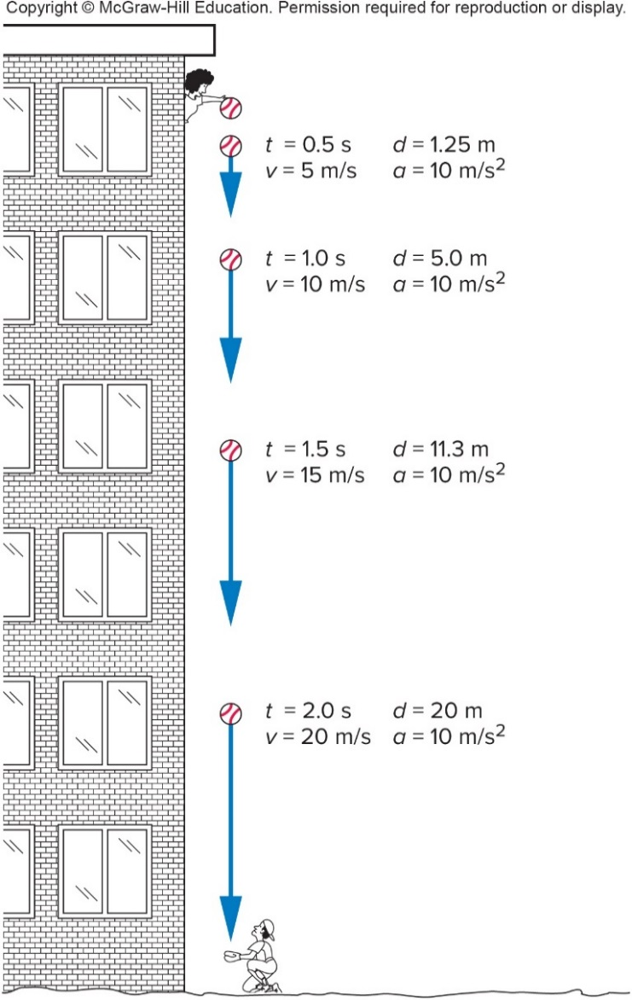 Copyright © McGraw-Hill Education. Permission required for reproduction or display.
t = 0.5 s d = 1.25 m
v = 5 m/s a = 10 m/s²
t = 1.0 s d = 5.0 m
v = 10 m/s a = 10 m/s²
t = 1.5 s d = 11.3 m
v = 15 m/s a = 10 m/s²
t = 2.0 s d = 20 m
v = 20 m/s a = 10 m/s²